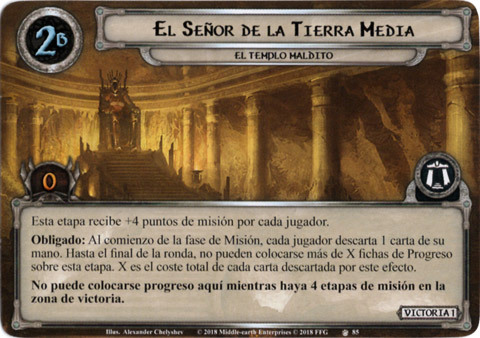 2B
El Señor de la Tierra Media
El Templo Maldito
0
Esta etapa recibe +4 puntos de misión por cada jugador.
Obligado: Al comienzo de la fase de Misión, cada jugador descarta 1 carta de su
mano. Hasta el final de la ronda, no pueden colocarse más de X fichas de Progreso
sobre esta etapa. X es el coste total de cada carta descartada por este efecto.
No puede colocarse progreso aquí mientras haya 4 etapas de misión en la
zona de victoria.
Victoria 1
Illus. Alexander Chelyshev © 2018 Middle-earth Enterprises © 2018 FFG 85